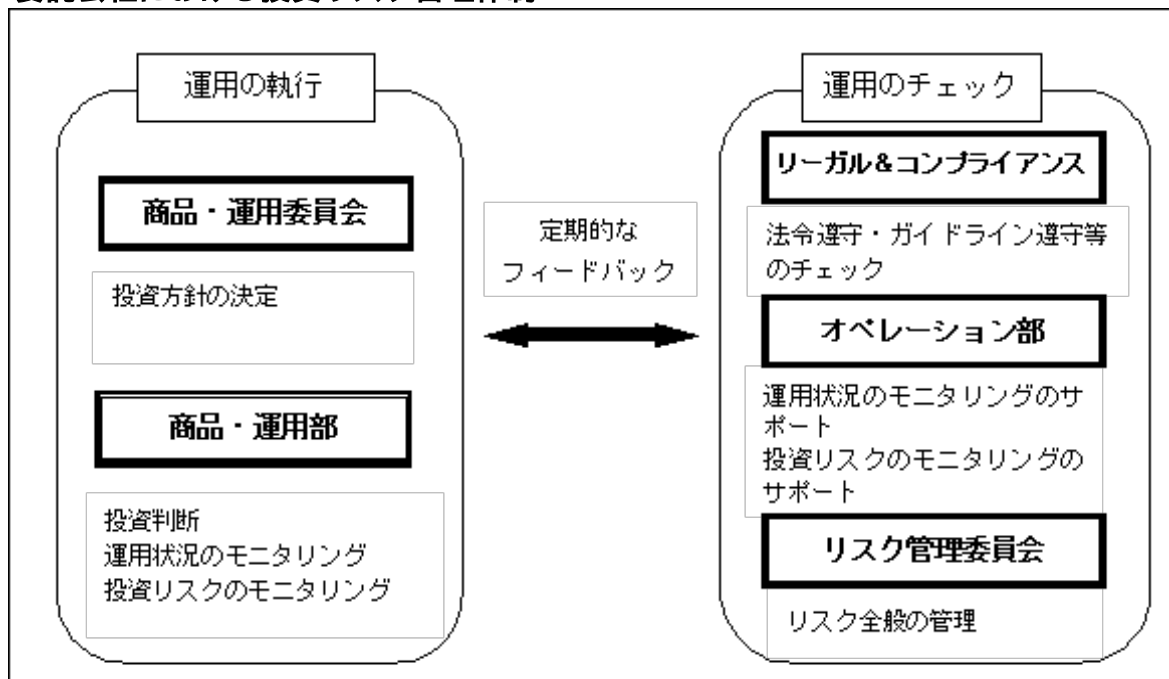 運用の執行
商品・運用委員会
投資方針の決定
商品・運用部
投資判断
運用状況のモニタリング
投資リスクのモニタリング
定期的な
フィードバック
運用のチェック
リーガル&コンプライアンス
法令遵守・ガイドライン遵守等
のチェック
オペレーション部
運用状況のモニタリングのサ
ポート
投資リスクのモニタリングの
サポート
リスク管理委員会
リスク全般の管理